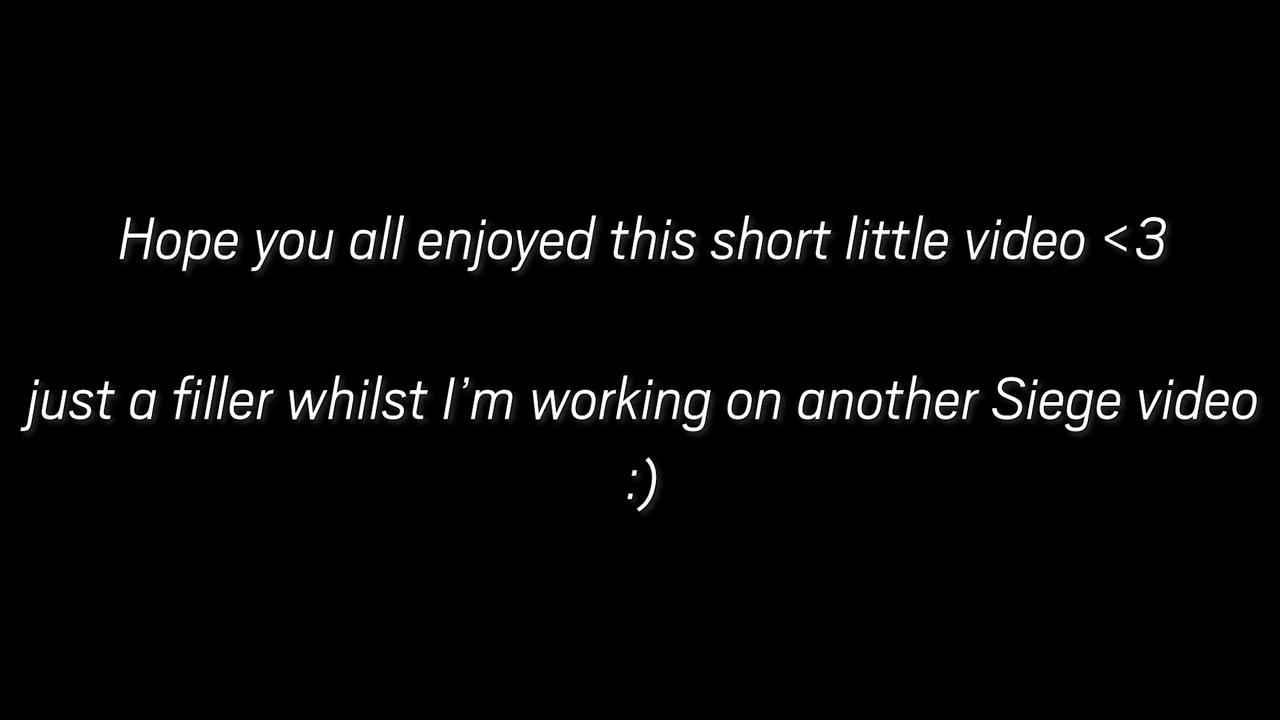 Hope you all enjoyed this short little video <3
just a filler whilst I’m working on another Siege video
:)